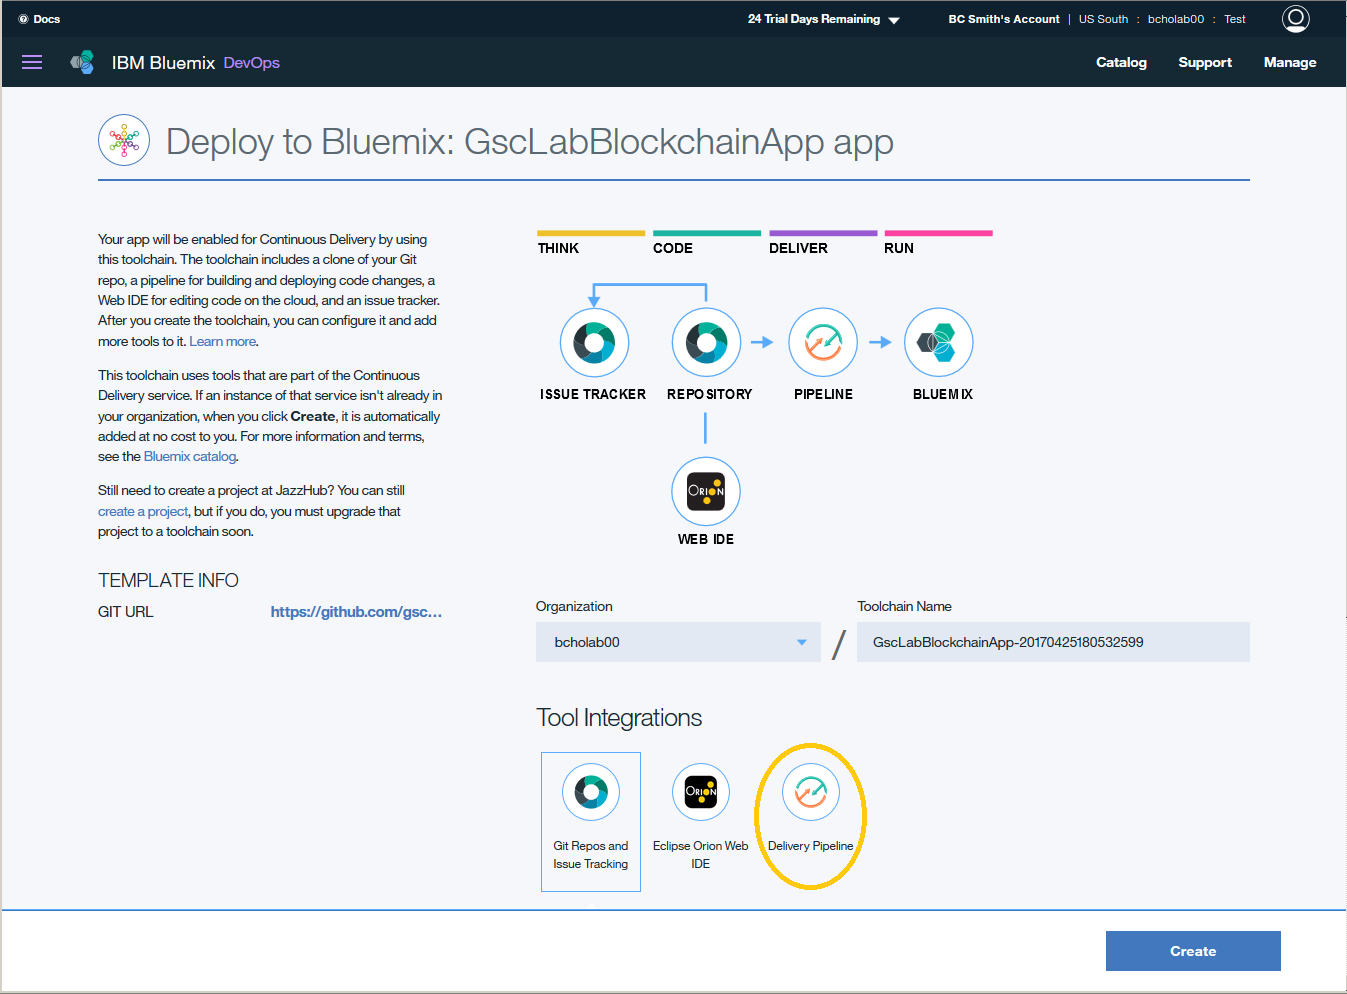 Docs
24 Trial Days Remaining
BC Smith's Account | US South : bcholab00 : Test
IBM Bluemix DevOps
Catalog
Support
Manage
Deploy to Bluemix: GscLabBlockchainApp app
Your app will be enabled for Continuous Delivery by using
this toolchain. The toolchain includes a clone of your Git
repo, a pipeline for building and deploying code changes, a
Web IDE for editing code on the cloud, and an issue tracker.
After you create the toolchain, you can configure it and add
more tools to it. Learn more.
This toolchain uses tools that are part of the Continuous
Delivery service. If an instance of that service isn't already in
your organization, when you click Create, it is automatically
added at no cost to you. For more information and terms,
see the Bluemix catalog.
Still need to create a project at JazzHub? You can still
create a project, but if you do, you must upgrade that
project to a toolchain soon.
TEMPLATE INFO
GIT URL
https://github.com/gsc...
THINK
CODE
DELIVER
RUN
ISSUE TRACKER
REPOSITORY
PIPELINE
BLUEMIX
ORION
WEB IDE
Organization
bcholab00
/
Toolchain Name
GscLabBlockchainApp-20170425180532599
Tool Integrations
Git Repos and
Issue Tracking
ORION
Eclipse Orion Web
IDE
Delivery Pipeline
Create